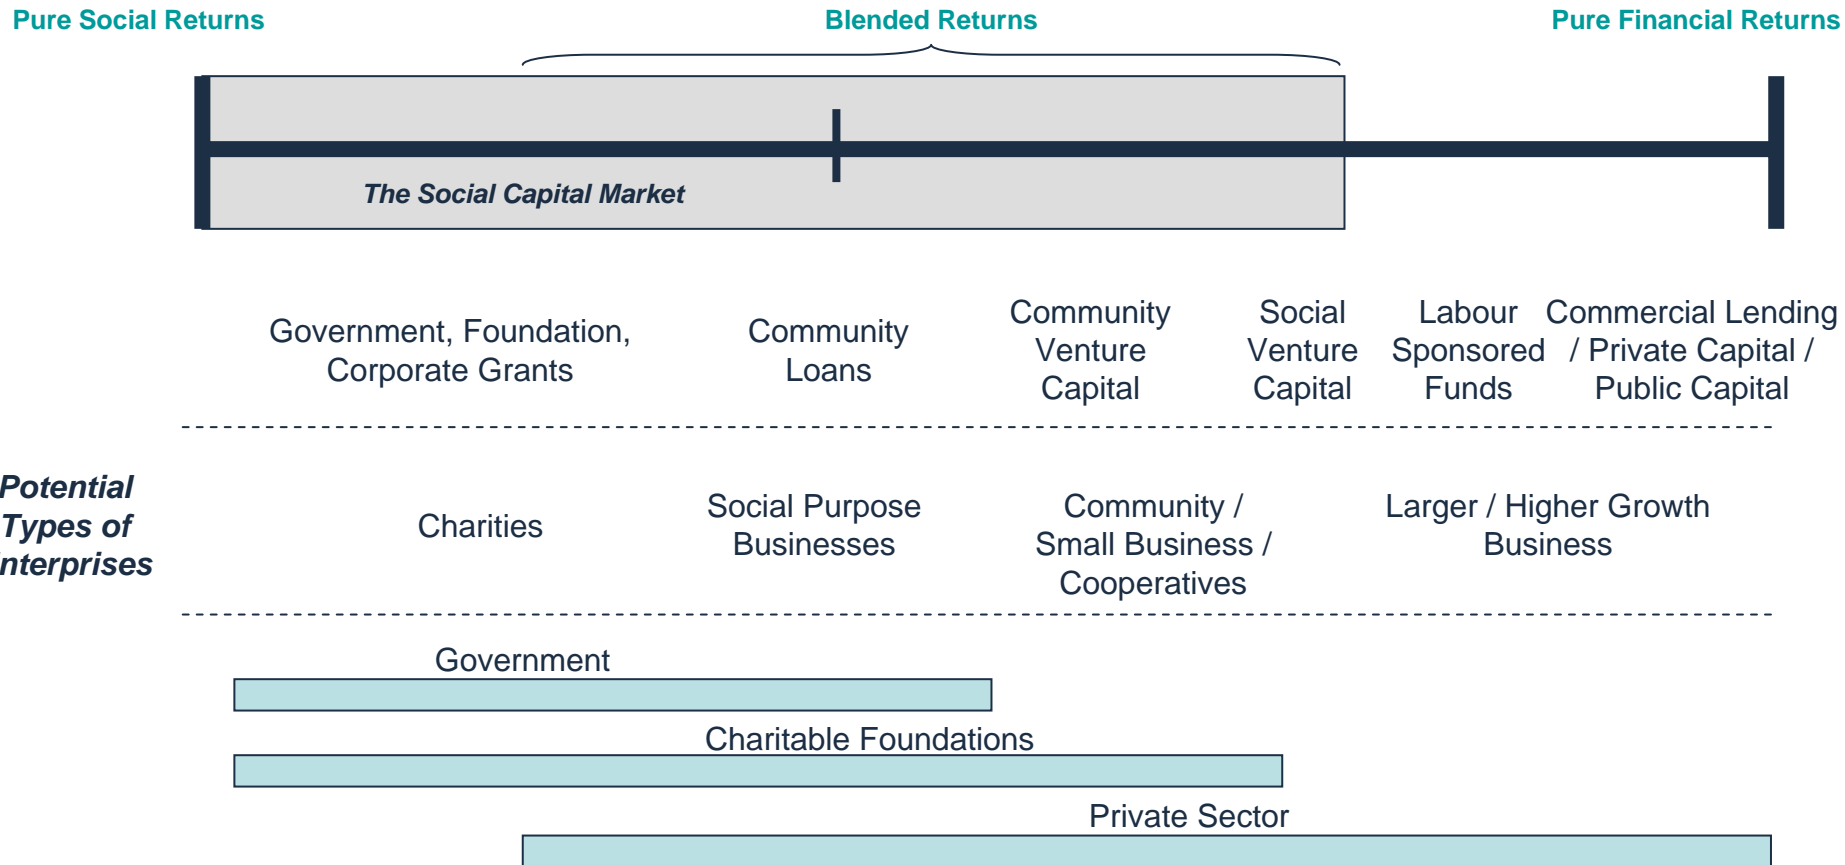 Pure Social Returns
Blended Returns
Pure Financial Returns
The Social Capital Market
Government, Foundation,
Corporate Grants
Community
Loans
Community
Venture
Capital
Social
Venture
Capital
Labour
Sponsored
Funds
Commercial Lending
/ Private Capital /
Public Capital
Potential
Types of
nterprises
Charities
Social Purpose
Businesses
Community /
Small Business /
Cooperatives
Larger / Higher Growth
Business
Government
Charitable Foundations
Private Sector